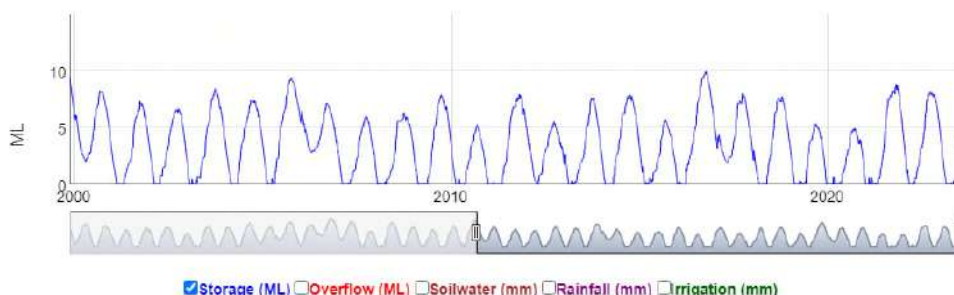 ML
10
5
0
2000 2010 2020
Storage (ML) Overflow (ML) Soilwater (mm) Rainfall (mm) Irrigation (mm)